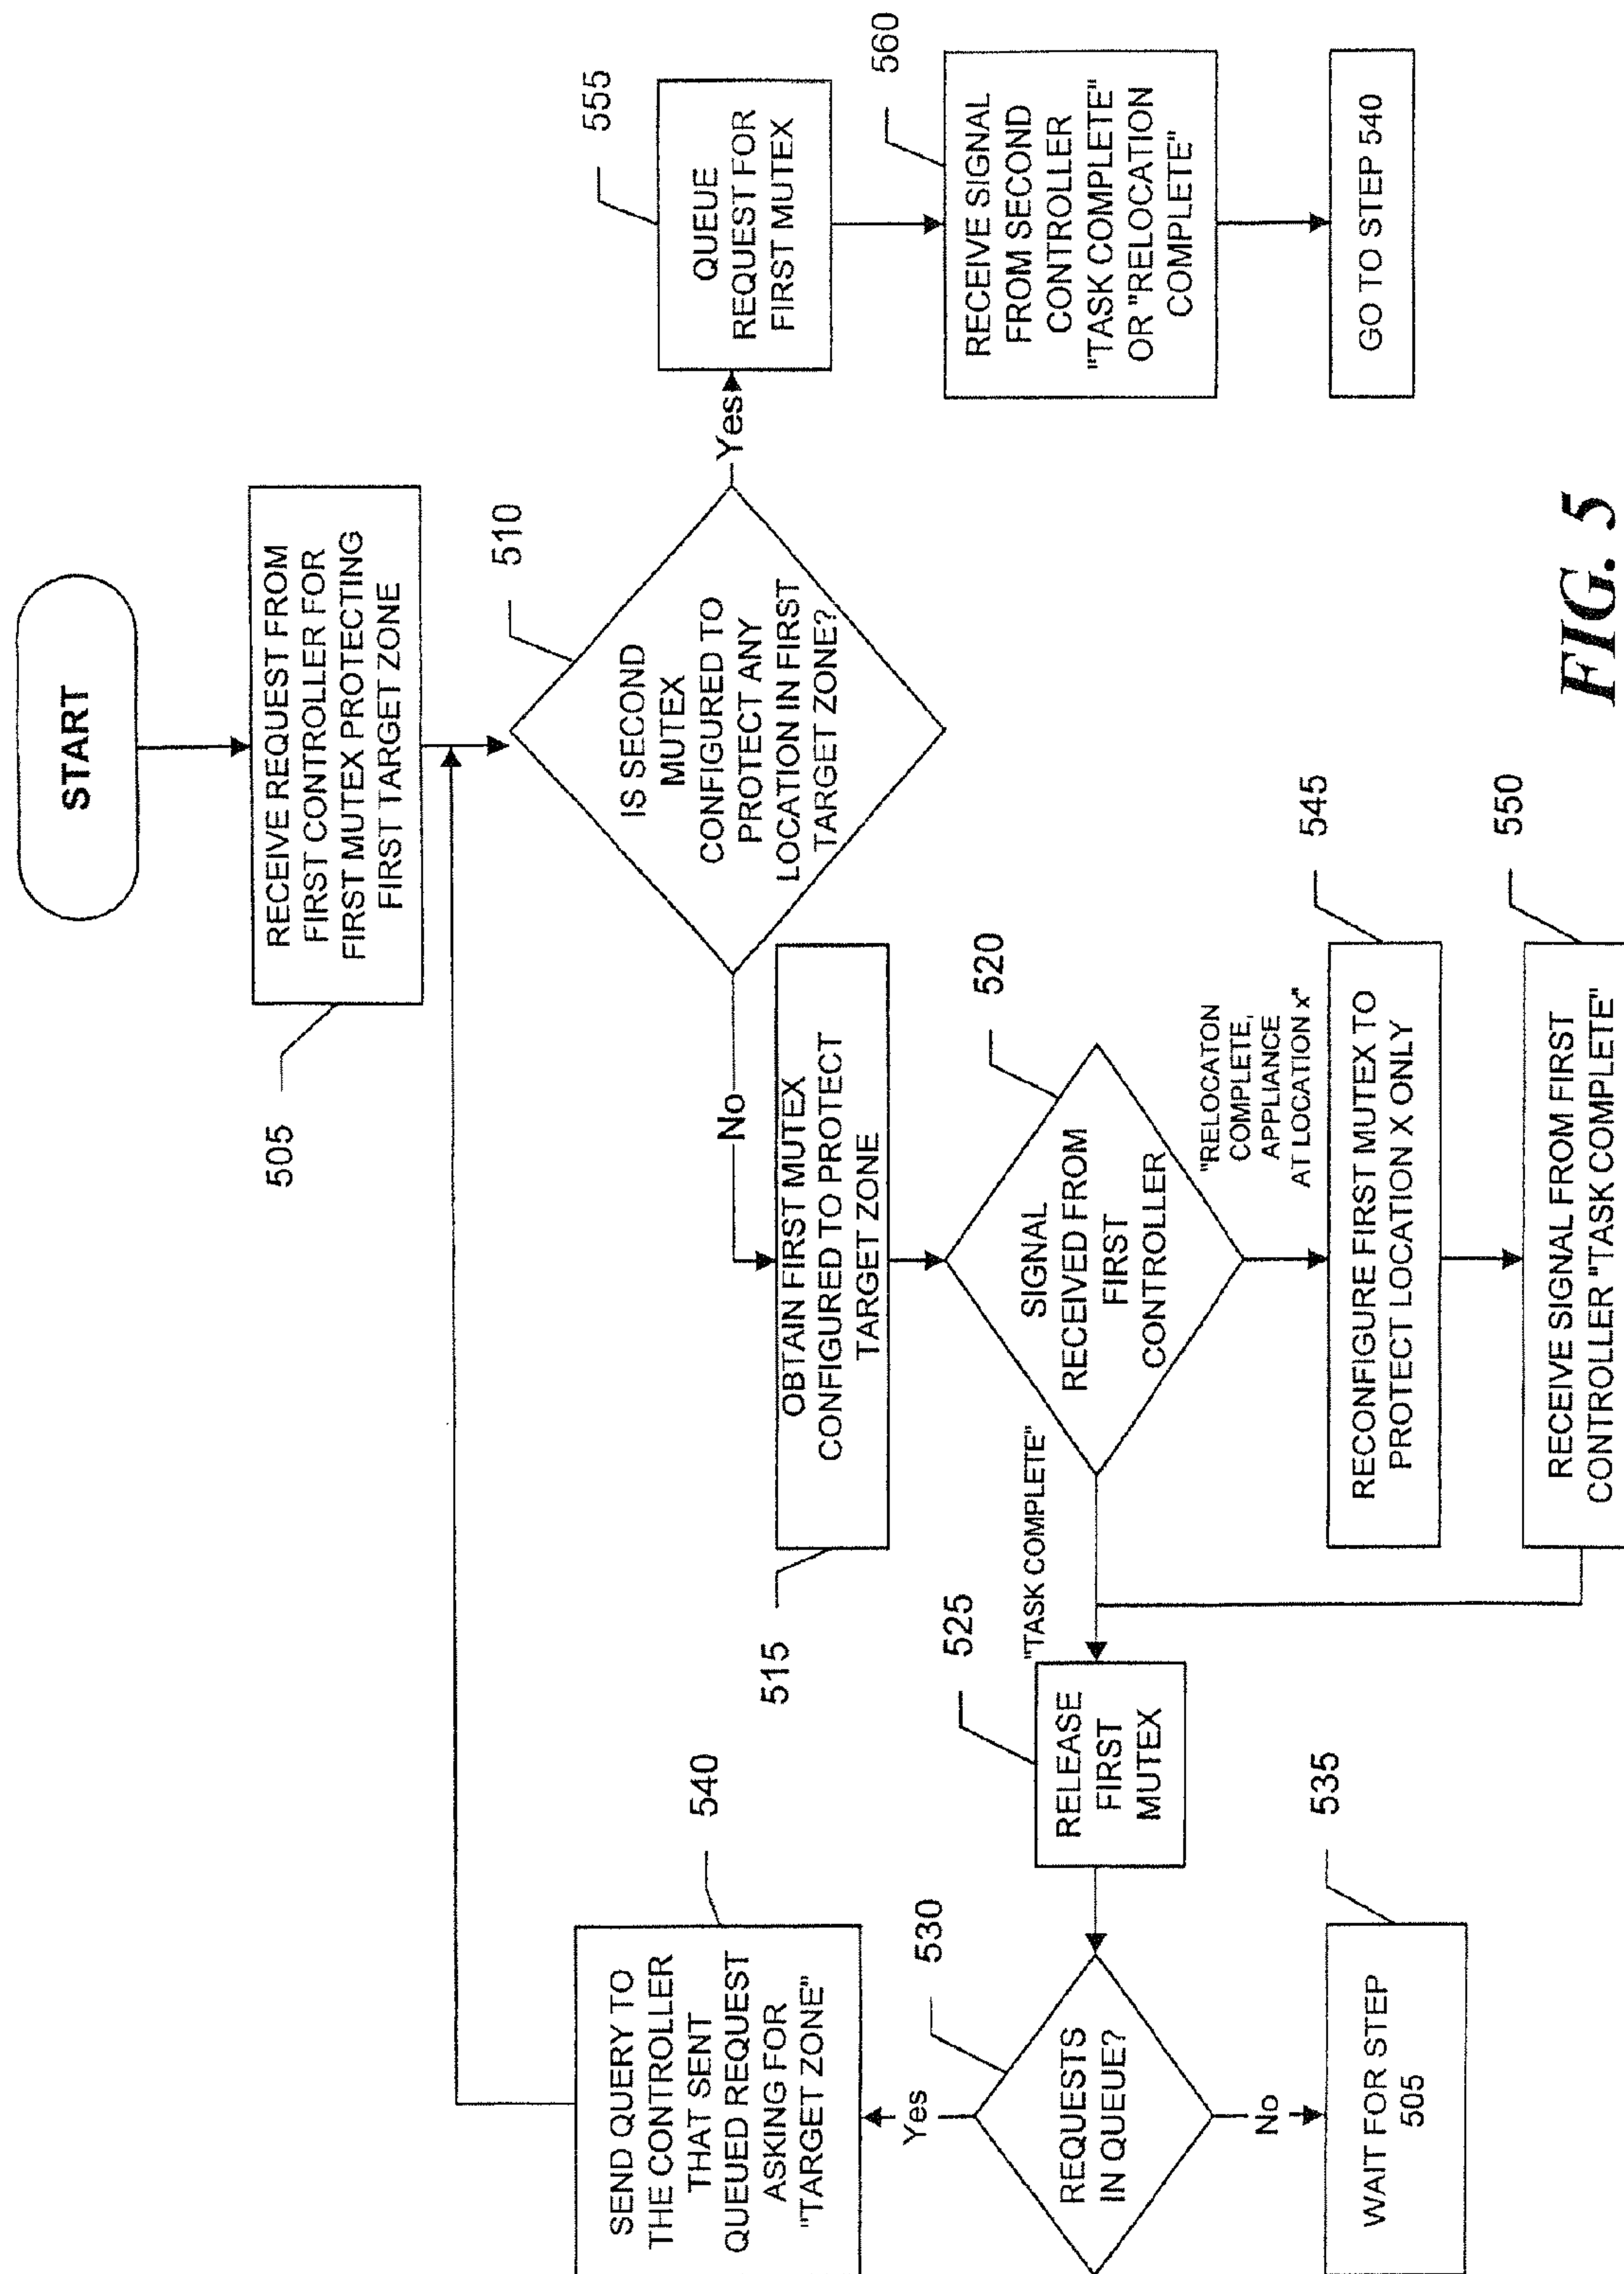 START
RECEIVE REQUEST FROM
FIRST CONTROLLER FOR
FIRST MUTEX PROTECTING
FIRST TARGET ZONE
505
510
IS SECOND
MUTEX
CONFIGURED TO
PROTECT ANY
LOCATION IN FIRST
TARGET ZONE?
Yes
555
QUEUE
REQUEST FOR
FIRST MUTEX
560
RECEIVE SIGNAL
FROM SECOND
CONTROLLER
"TASK COMPLETE"
OR "RELOCATION
COMPLETE"
GO TO STEP 540
No
OBTAIN FIRST MUTEX
CONFIGURED TO PROTECT
TARGET ZONE
515
520
SIGNAL
RECEIVED FROM
FIRST
CONTROLLER
"RELOCATON
COMPLETE,
APPLIANCE
AT LOCATION x"
545
RECONFIGURE FIRST MUTEX TO
PROTECT LOCATION X ONLY
550
RECEIVE SIGNAL FROM FIRST
CONTROLLER "TASK COMPLETE"
"TASK COMPLETE"
525
RELEASE
FIRST
MUTEX
530
REQUESTS
IN QUEUE?
Yes
540
SEND QUERY TO
THE CONTROLLER
THAT SENT
QUEUED REQUEST
ASKING FOR
"TARGET ZONE"
No
535
WAIT FOR STEP
505
FIG. 5